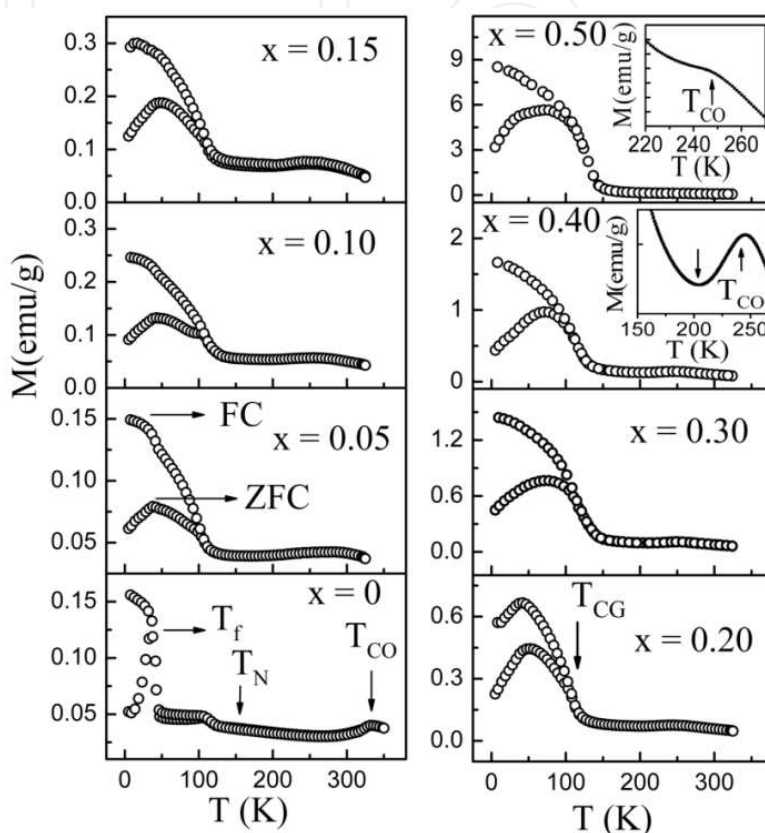 M(emu/g)
0.3
0.2
0.1
0.0
x = 0.15
0.3
0.2
0.1
0.0
x = 0.10
0.15
0.10
0.05
FC
ZFC
x = 0.05
0.15
0.10
0.05
x = 0
T_f
T_N
T_CO
0 100 200 300
T (K)
9
6
3
0
x = 0.50
M(emu/g)
T_CO
220 240 260
T (K)
2
1
0
x = 0.40
M(emu/g)
T_CO
150 200 250
T (K)
1.2
0.6
0.0
x = 0.30
0.6
0.3
0.0
T_CG
x = 0.20
0 100 200 300
T (K)